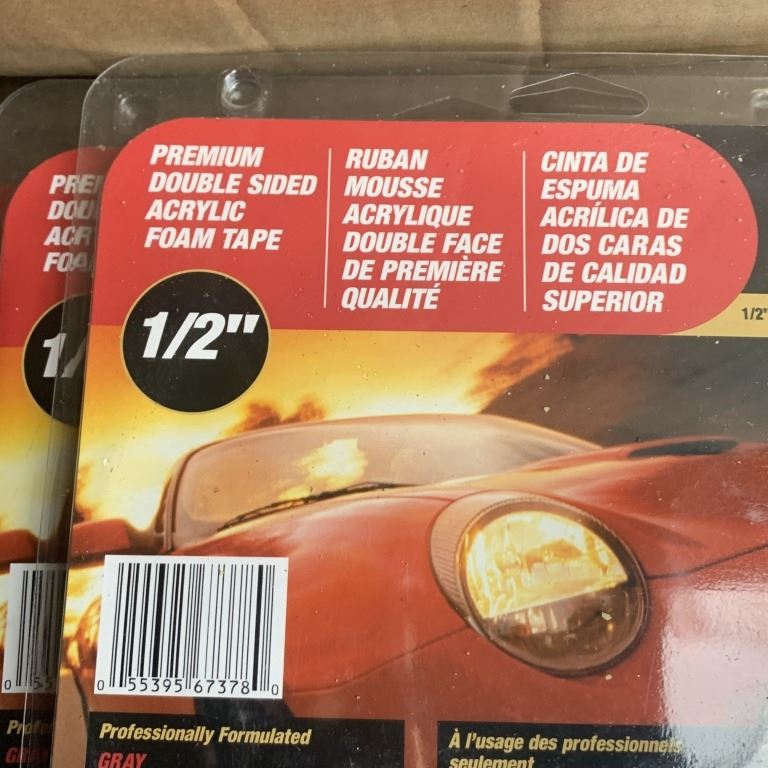 PREMIUM
DOUBLE SIDED
ACRYLIC
FOAM TAPE
RUBAN
MOUSSE
ACRYLIQUE
DOUBLE FACE
DE PREMIÈRE
QUALITÉ
CINTA DE
ESPUMA
ACRÍLICA DE
DOS CARAS
DE CALIDAD
SUPERIOR
1/2"
1/2"
0 55395 67378 0
Professionally Formulated
GRAY
À l'usage des professionnels
seulement